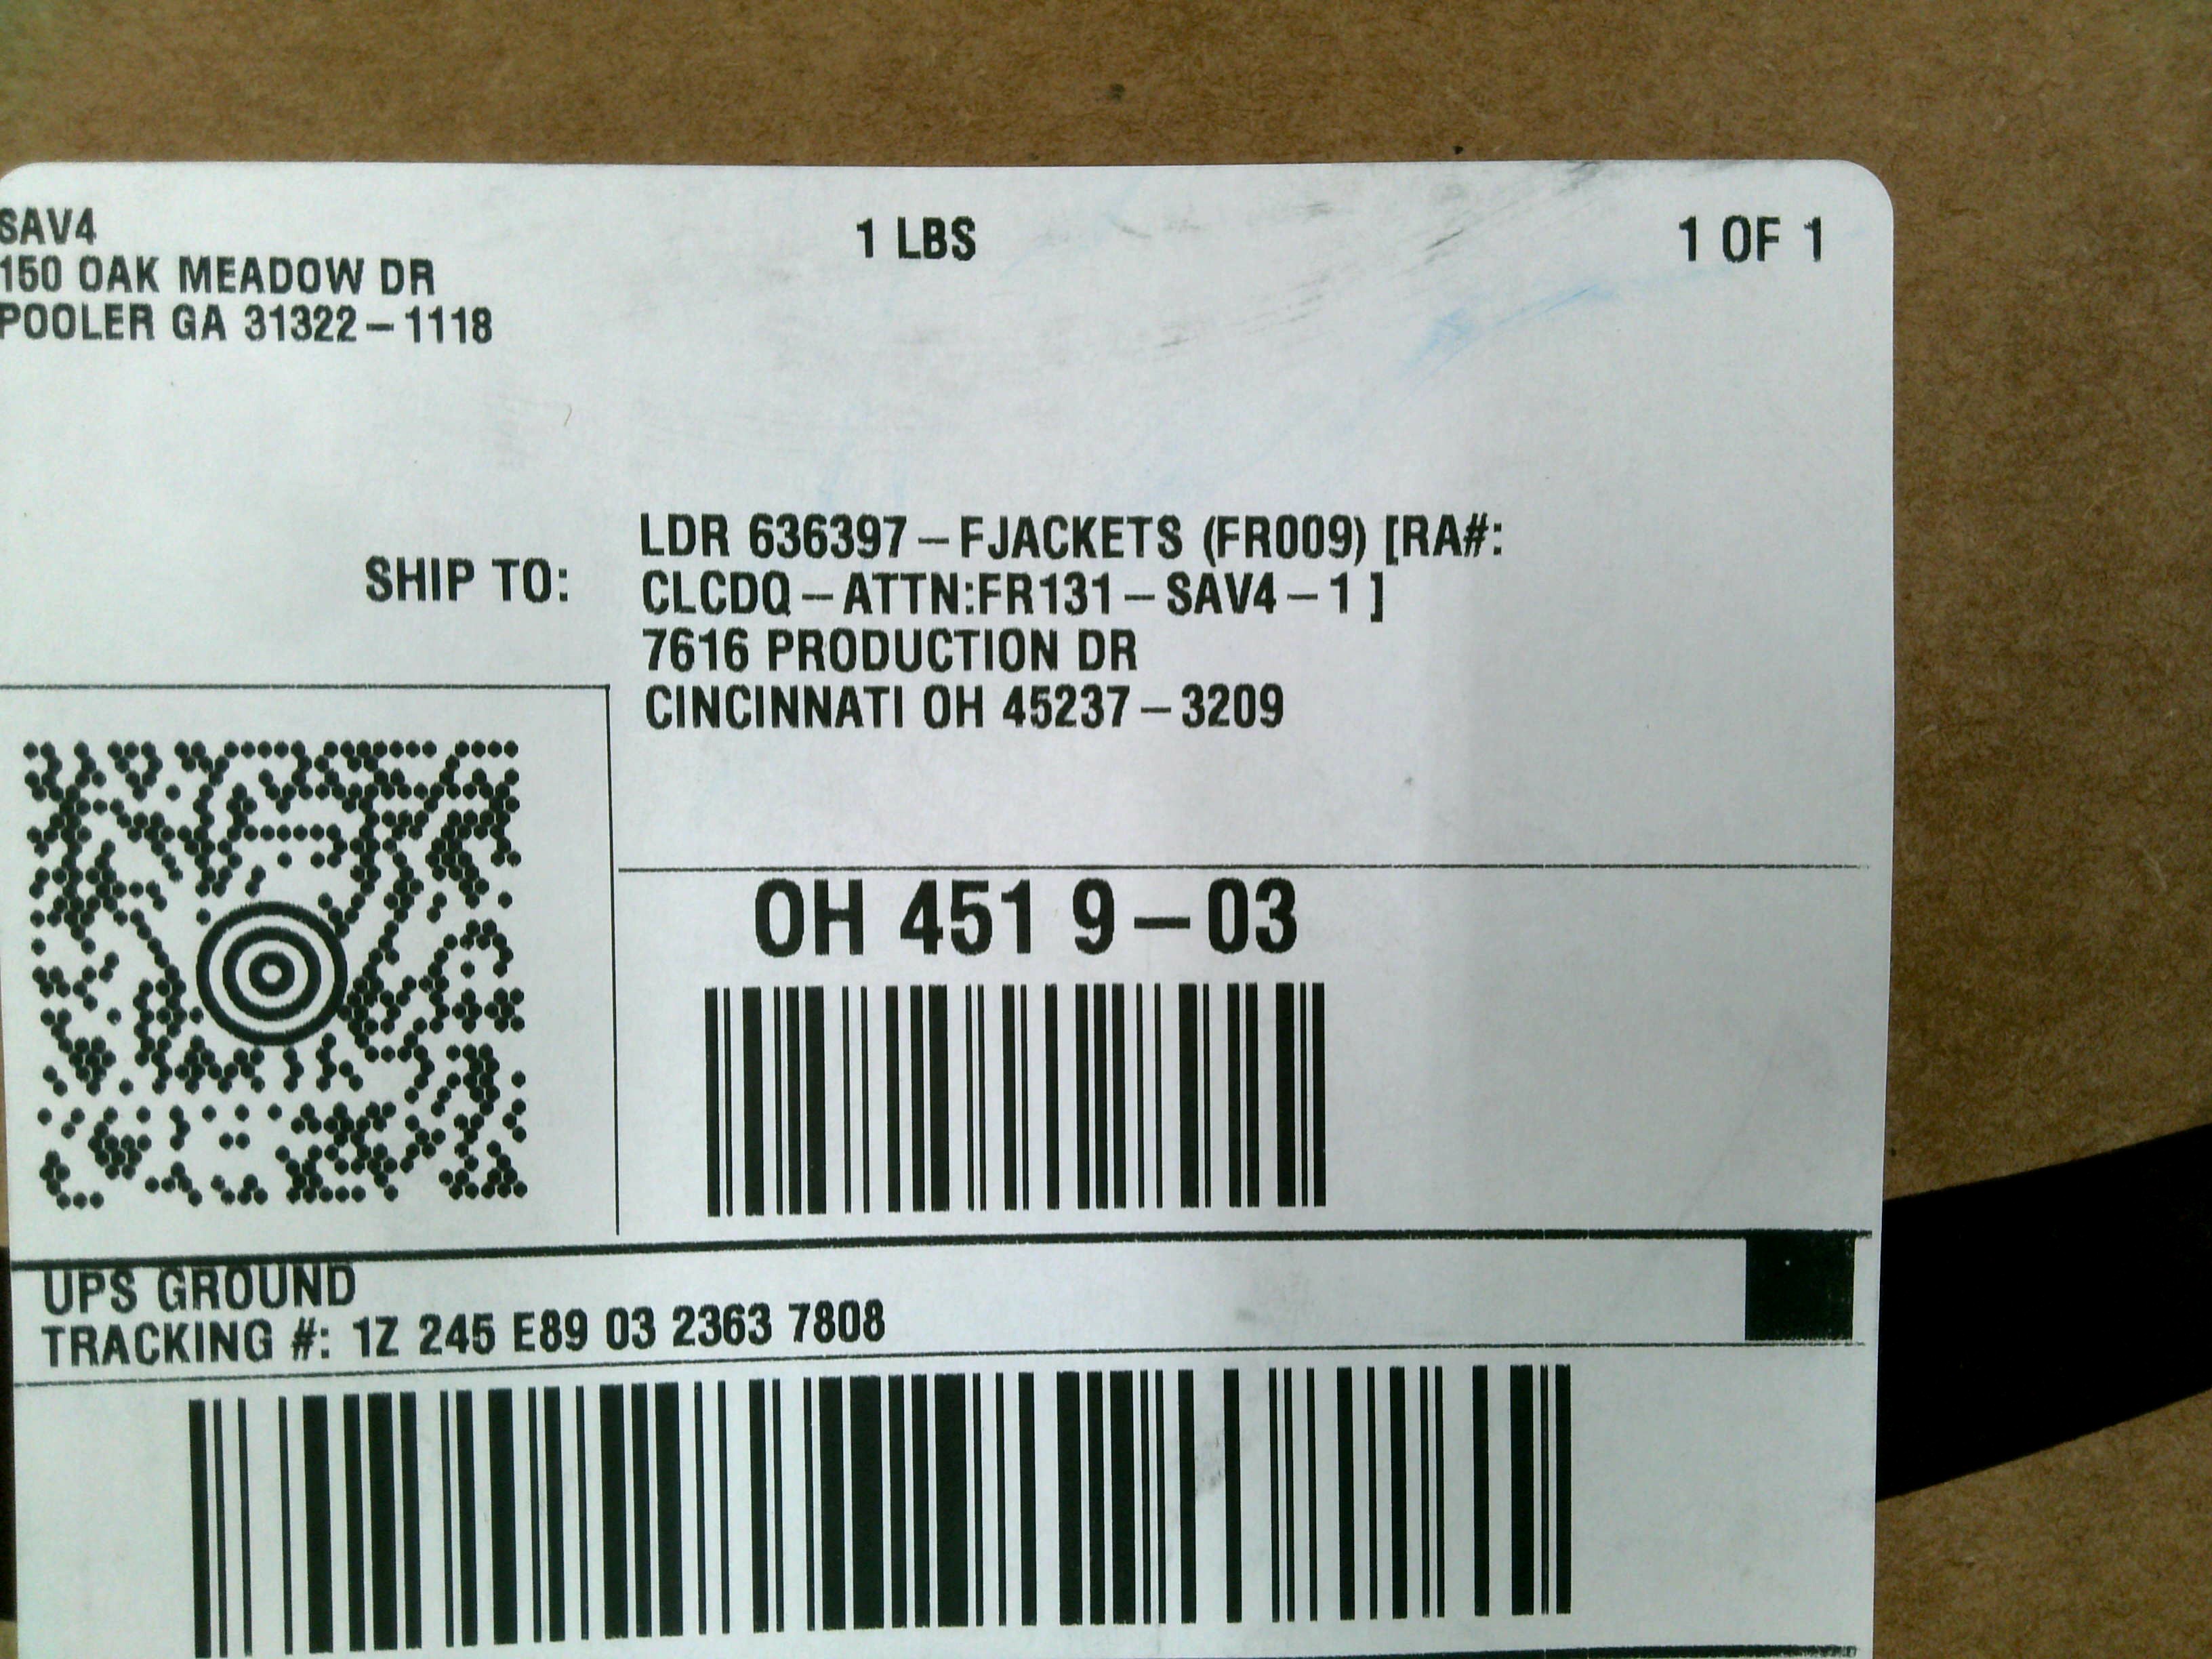 SAV4
150 OAK MEADOW DR
POOLER GA 31322-1118
1 LBS
1 OF 1
SHIP TO:
LDR 636397-FJACKETS (FR009) [RA#:
CLCDQ-ATTN:FR131-SAV4-1 ]
7616 PRODUCTION DR
CINCINNATI OH 45237-3209
OH 451 9-03
UPS GROUND
TRACKING #: 1Z 245 E89 03 2363 7808